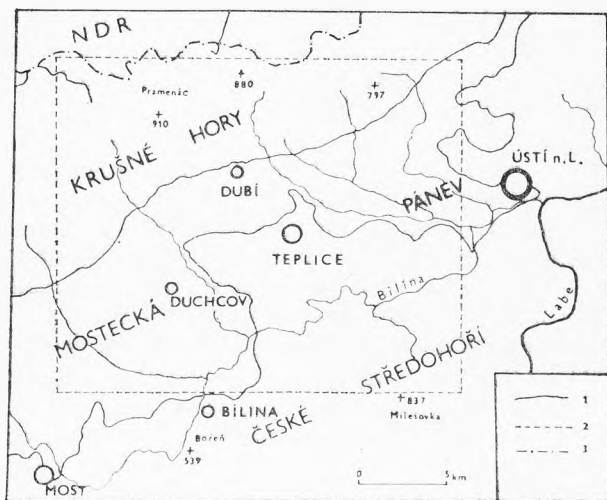 NDR
Pramenáč
880
797
910
KRUŠNÉ HORY
ÚSTÍ n.L.
DUBÍ
PÁNEV
TEPLICE
Bílina
DUCHCOV
Labe
MOSTECKÁ
STŘEDOHOŘÍ
837
Milešovka
BÍLINA
ČESKÉ
Bořeň
539
MOST
0 5 km
1
2
3